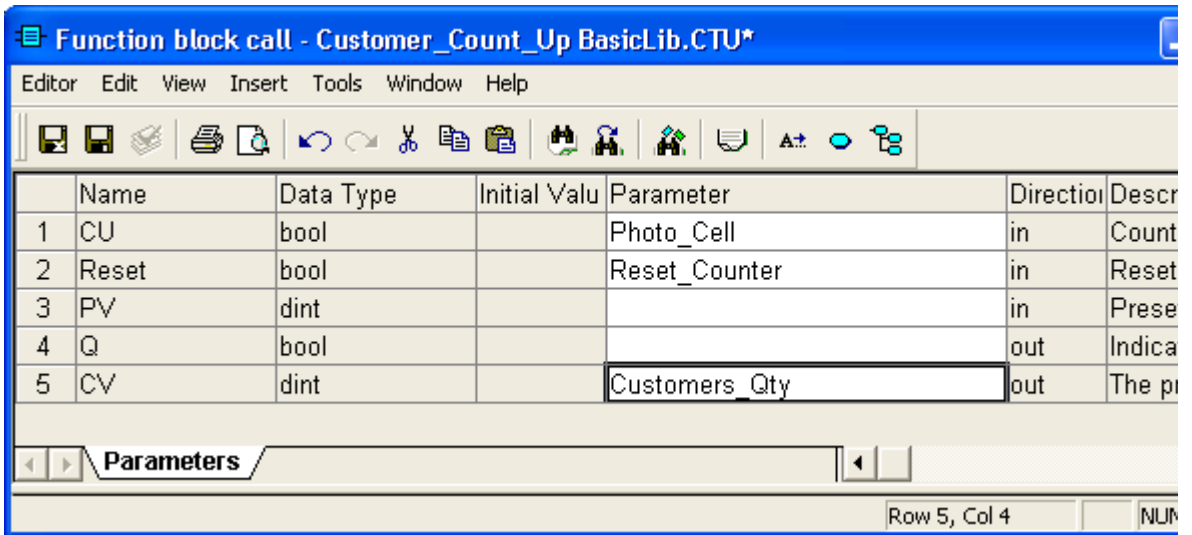 Function block call - Customer_Count_Up BasicLib.CTU*
Editor Edit View Insert Tools Window Help
Name Data Type Initial Valu Parameter Direction Descr
1 CU bool Photo_Cell in Count
2 Reset bool Reset_Counter in Reset
3 PV dint in Prese
4 Q bool out Indica
5 CV dint Customers_Qty out The pr
Parameters
Row 5, Col 4 NUM